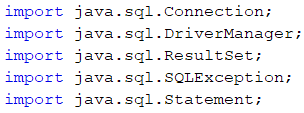 import java.sql.Connection;
import java.sql.DriverManager;
import java.sql.ResultSet;
import java.sql.SQLException;
import java.sql.Statement;